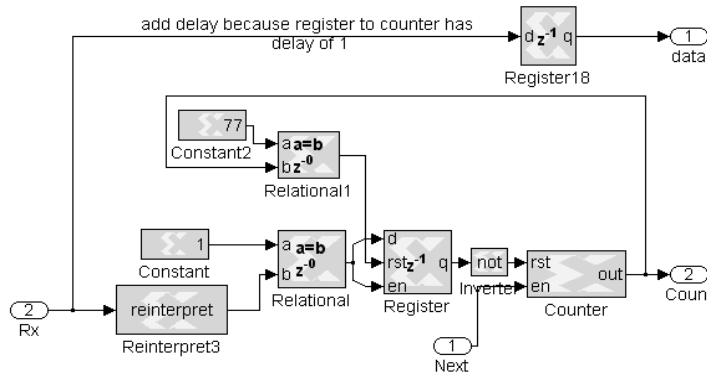 add delay because register to counter has
delay of 1
d z-1 q
Register18
1
data
77
Constant2
a a=b
b z-0
Relational1
1
Constant
a a=b
b z-0
Relational
d
rst z-1 q
en
Register
not
Inverter
rst
out
en
Counter
2
Coun
2
Rx
reinterpret
Reinterpret3
1
Next